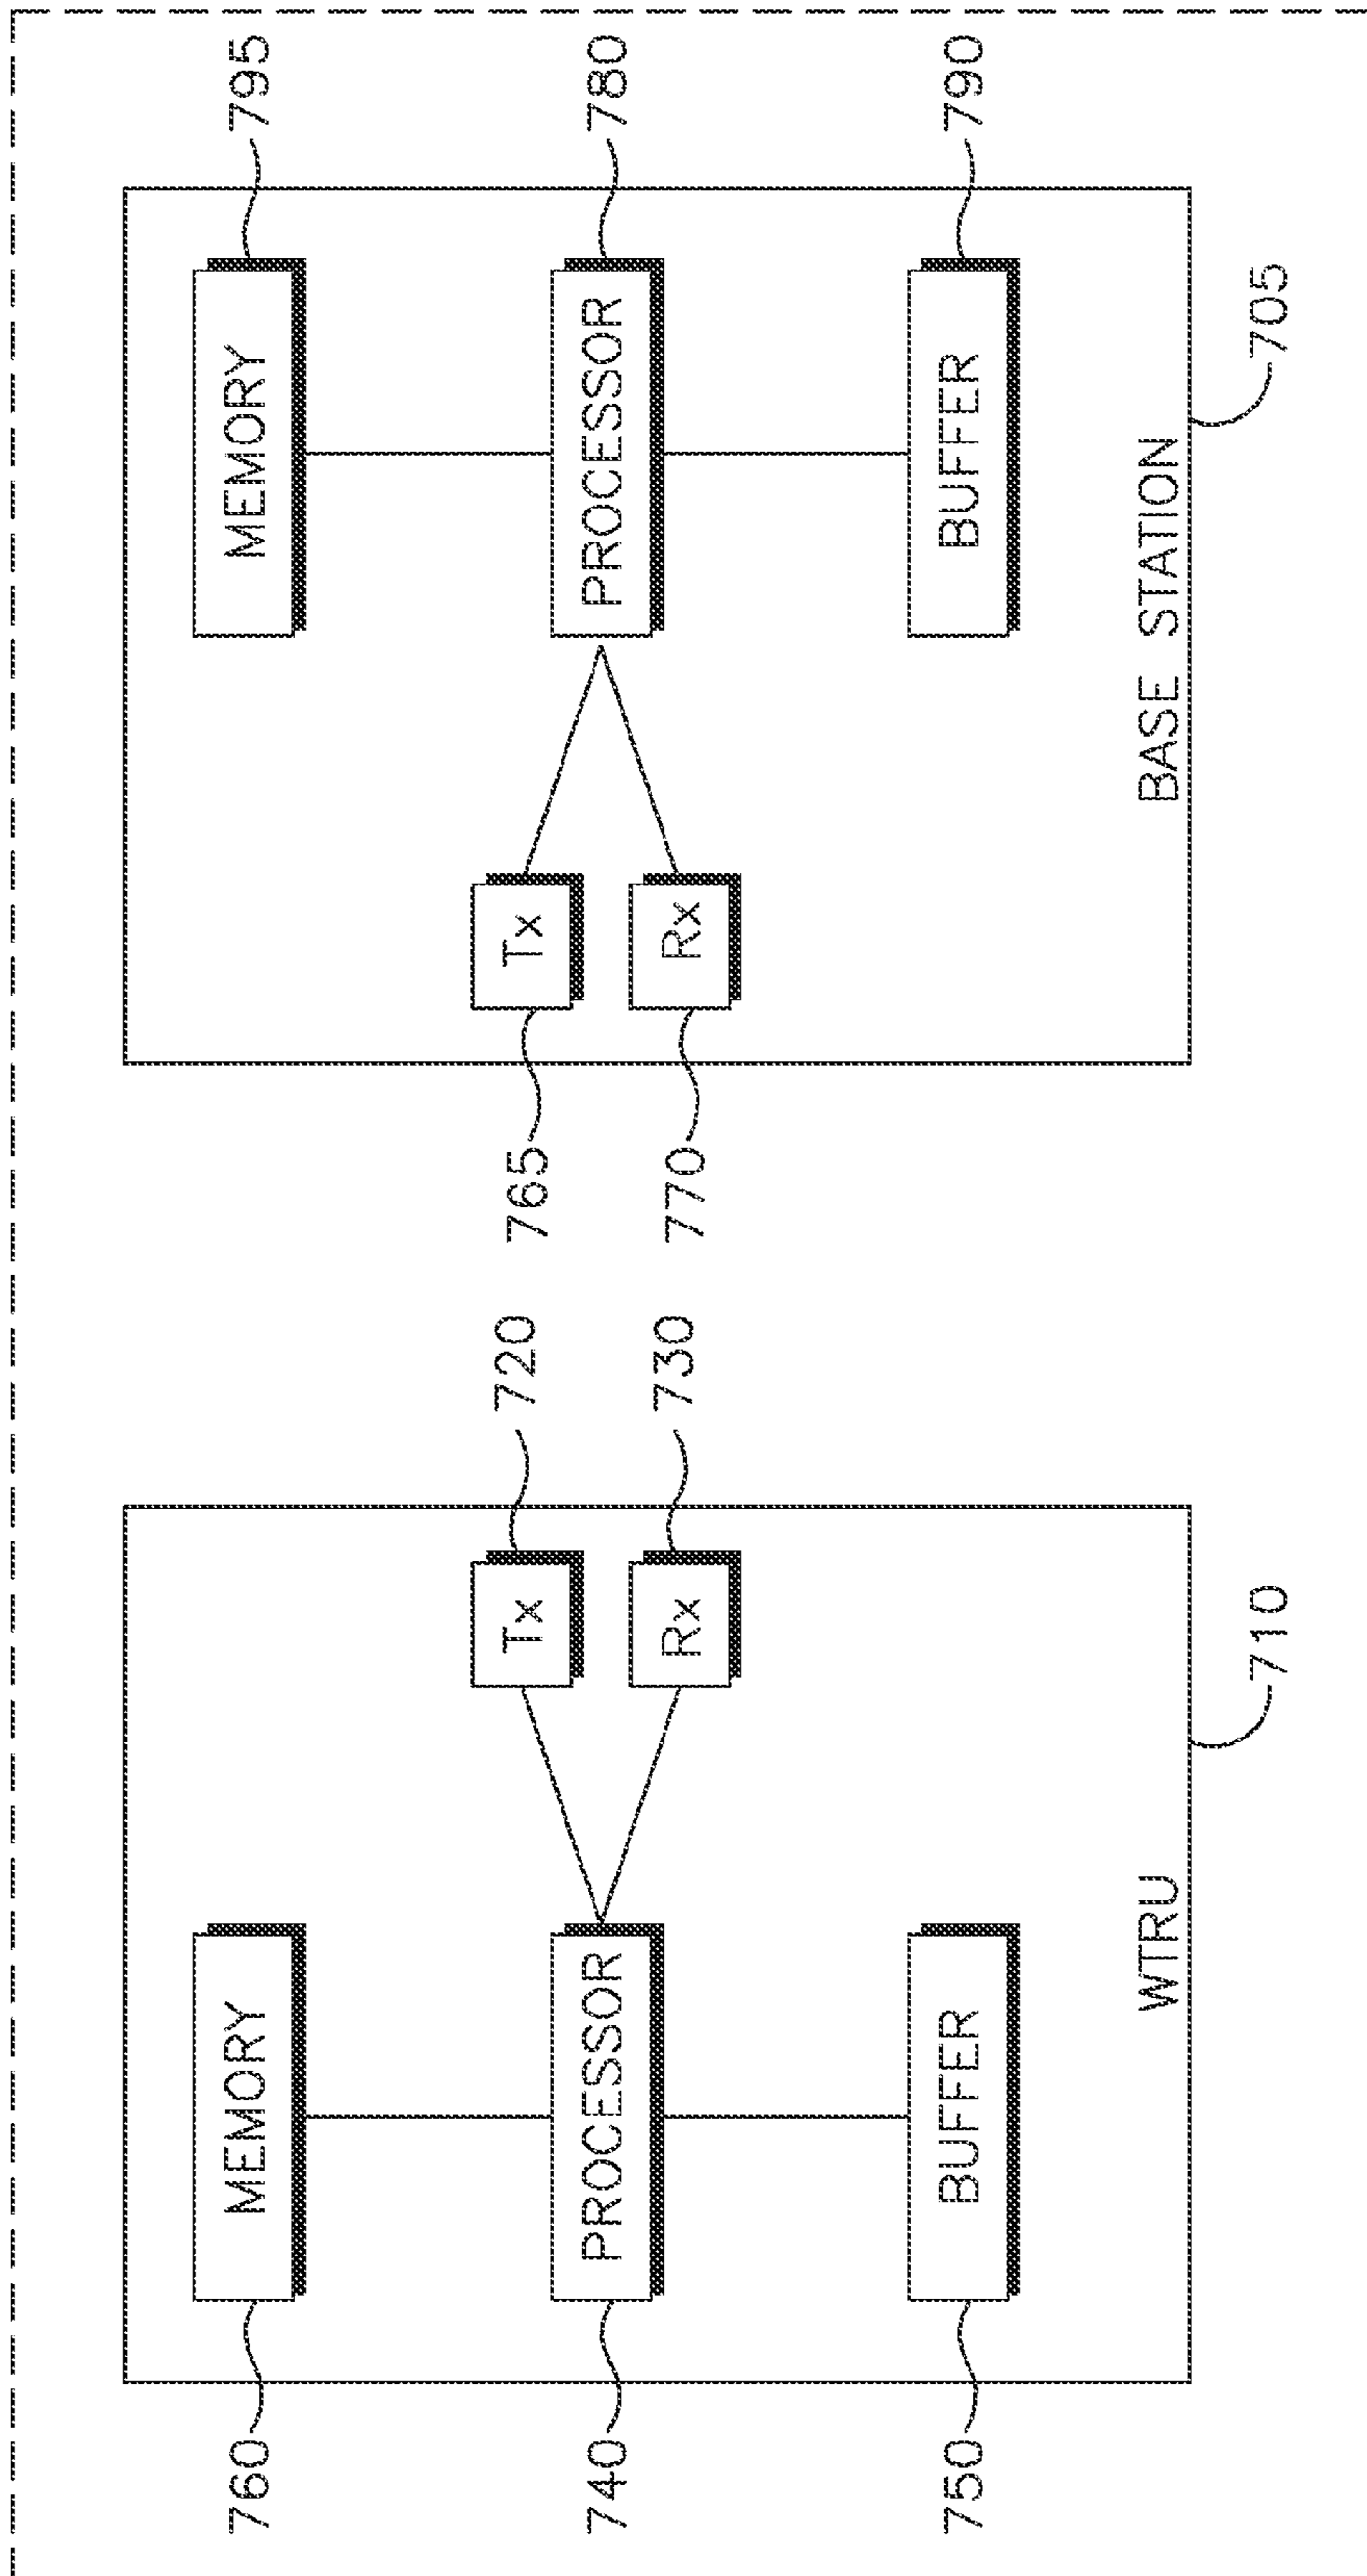 760 MEMORY MEMORY 795
Tx 720 765 Tx
740 PROCESSOR PROCESSOR 780
Rx 730 770 Rx
750 BUFFER BUFFER 790
WTRU BASE STATION
710 705